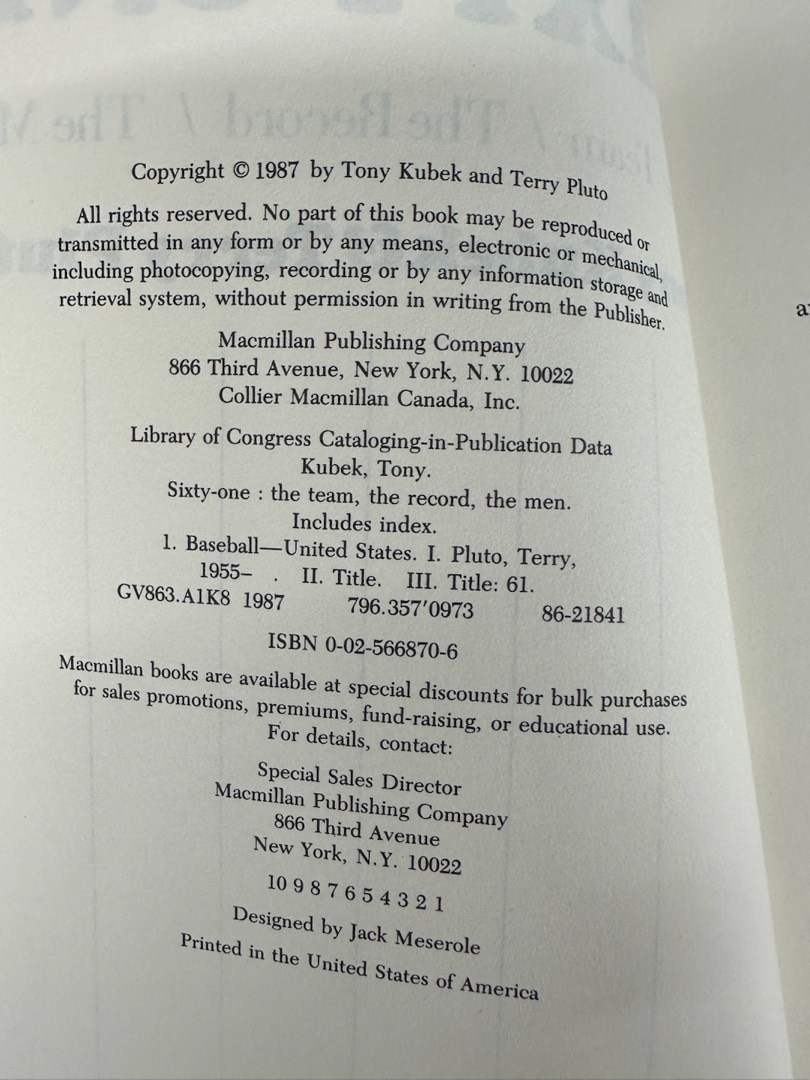 Copyright © 1987 by Tony Kubek and Terry Pluto
All rights reserved. No part of this book may be reproduced or
transmitted in any form or by any means, electronic or mechanical,
including photocopying, recording or by any information storage and
retrieval system, without permission in writing from the Publisher.
Macmillan Publishing Company
866 Third Avenue, New York, N.Y. 10022
Collier Macmillan Canada, Inc.
Library of Congress Cataloging-in-Publication Data
Kubek, Tony.
Sixty-one : the team, the record, the men.
Includes index.
1. Baseball—United States. I. Pluto, Terry,
1955– . II. Title. III. Title: 61.
GV863.A1K8 1987 796.357′0973 86-21841
ISBN 0-02-566870-6
Macmillan books are available at special discounts for bulk purchases
for sales promotions, premiums, fund-raising, or educational use.
For details, contact:
Special Sales Director
Macmillan Publishing Company
866 Third Avenue
New York, N.Y. 10022
10 9 8 7 6 5 4 3 2 1
Designed by Jack Meserole
Printed in the United States of America